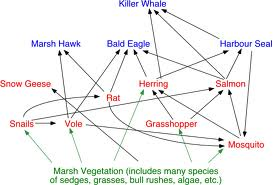 Killer Whale
Marsh Hawk Bald Eagle Harbour Seal
Snow Geese Herring Salmon
Rat
Snails Vole Grasshopper
Mosquito
Marsh Vegetation (includes many species
of sedges, grasses, bull rushes, algae, etc.)